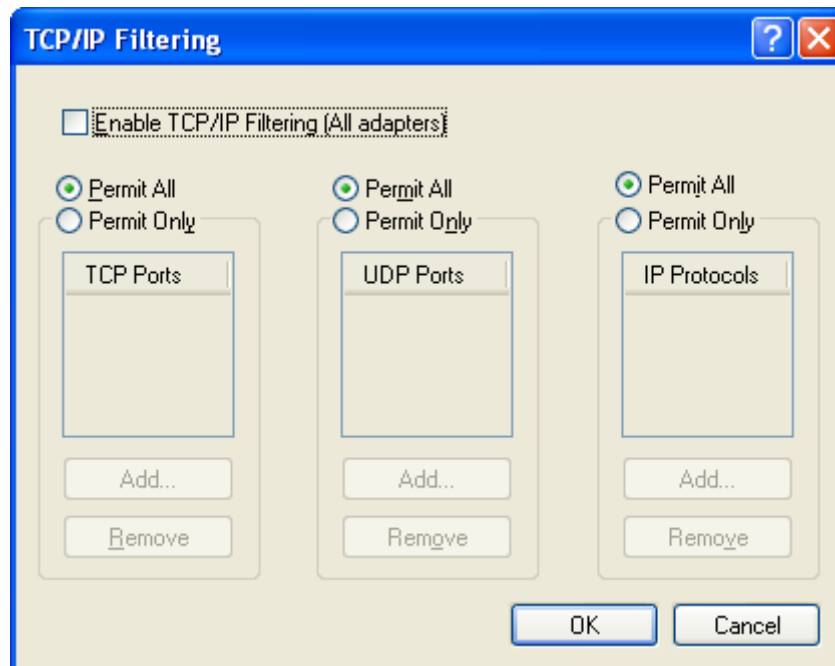 TCP/IP Filtering
Enable TCP/IP Filtering (All adapters)
Permit All
Permit Only
TCP Ports
Add...
Remove
Permit All
Permit Only
UDP Ports
Add...
Remove
Permit All
Permit Only
IP Protocols
Add...
Remove
OK
Cancel